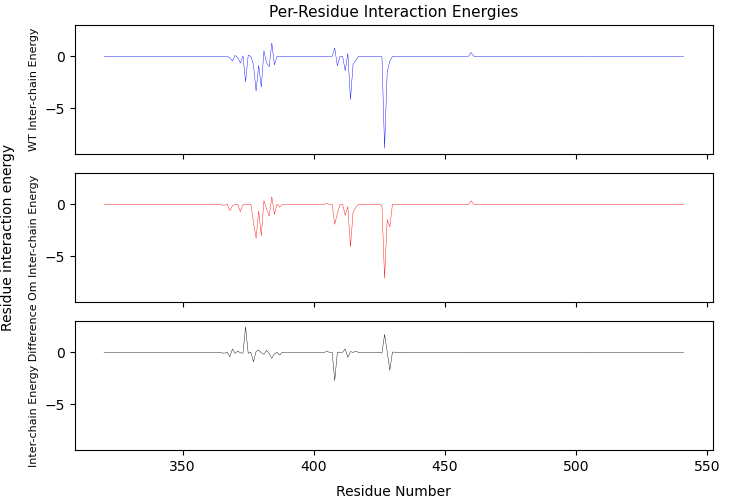 Per-Residue Interaction Energies
Residue interaction energy
WT Inter-chain Energy
0
−5
Om Inter-chain Energy
0
−5
Inter-chain Energy Difference
0
−5
350
400
450
500
550
Residue Number